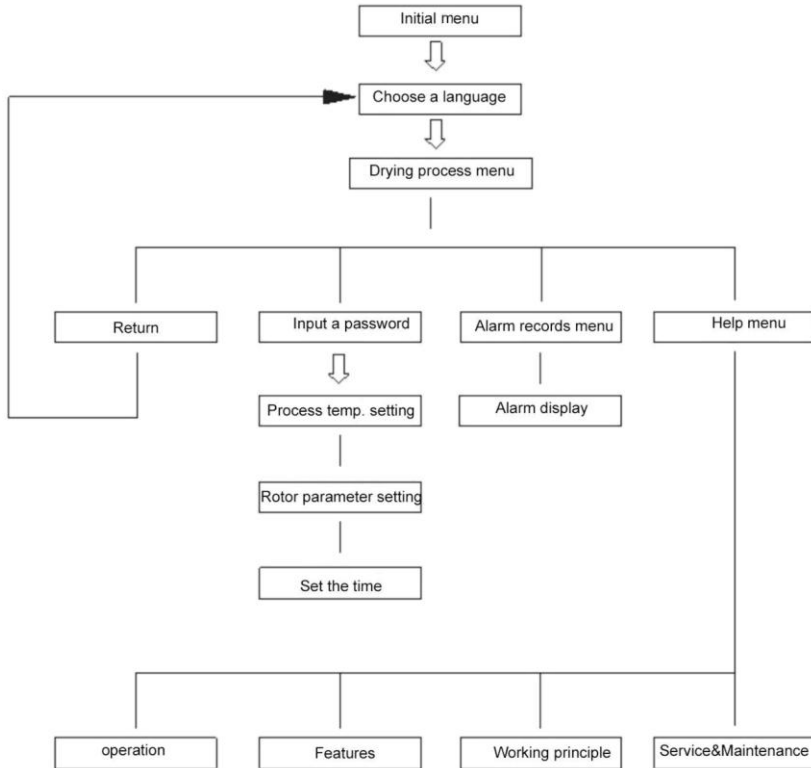 Initial menu
Choose a language
Drying process menu
Return
Input a password
Alarm records menu
Help menu
Process temp. setting
Alarm display
Rotor parameter setting
Set the time
operation
Features
Working principle
Service&Maintenance